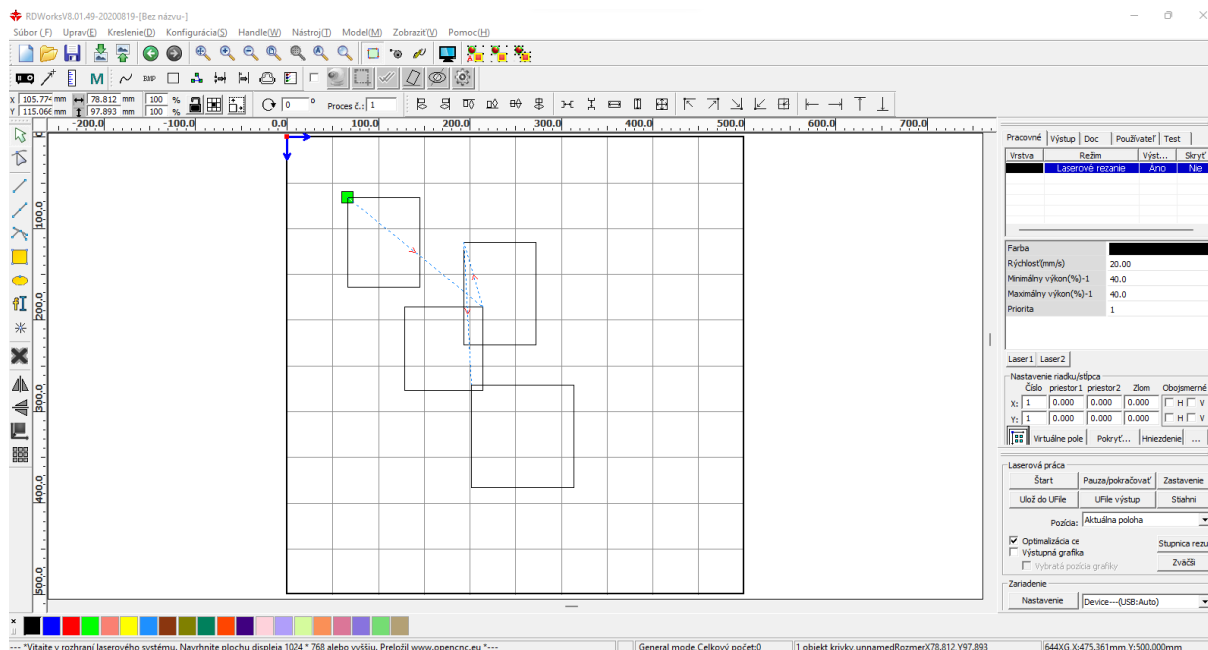 RDWorksV8.01.49-20200819-[Bez názvu-]
Súbor (F) Uprav(E) Kreslenie(D) Konfigurácia(S) Handle(W) Nástroj(T) Model(M) Zobraziť(V) Pomoc(H)
M BMP
X 105.774 mm 78.812 mm 100 %
Y 115.066 mm 97.893 mm 100 %
0 ° Proces č.: 1
-200.0 -100.0 0.0 100.0 200.0 300.0 400.0 500.0 600.0 700.0
100.0
200.0
300.0
400.0
500.0
Pracovné Výstup Doc Používateľ Test
Vrstva Režim Výst... Skryť
Laserové rezanie Áno Nie
Farba
Rýchlosť(mm/s) 20.00
Minimálny výkon(%)-1 40.0
Maximálny výkon(%)-1 40.0
Priorita 1
Laser1 Laser2
Nastavenie riadku/stĺpca
Číslo priestor1 priestor2 Zlom Obojsmerné
X: 1 0.000 0.000 0.000 H V
Y: 1 0.000 0.000 0.000 H V
Virtuálne pole Pokryť... Hniezdenie ...
Laserová práca
Štart Pauza/pokračovať Zastavenie
Ulož do UFile UFile výstup Stiahni
Pozícia: Aktuálna poloha
Optimalizácia ce Stupnica rezu
Výstupná grafika
Vybratá pozícia grafiky Zväčši
Zariadenie
Nastavenie Device---(USB:Auto)
--- *Vitajte v rozhraní laserového systému, Navrhnite plochu displeja 1024 * 768 alebo vyššiu, Preložil www.opencnc.eu *--- General mode Celkový počet:0 1 objekt krivky,unnamedRozmerX78.812,Y97.893 644XG,X:475.361mm,Y:500.000mm